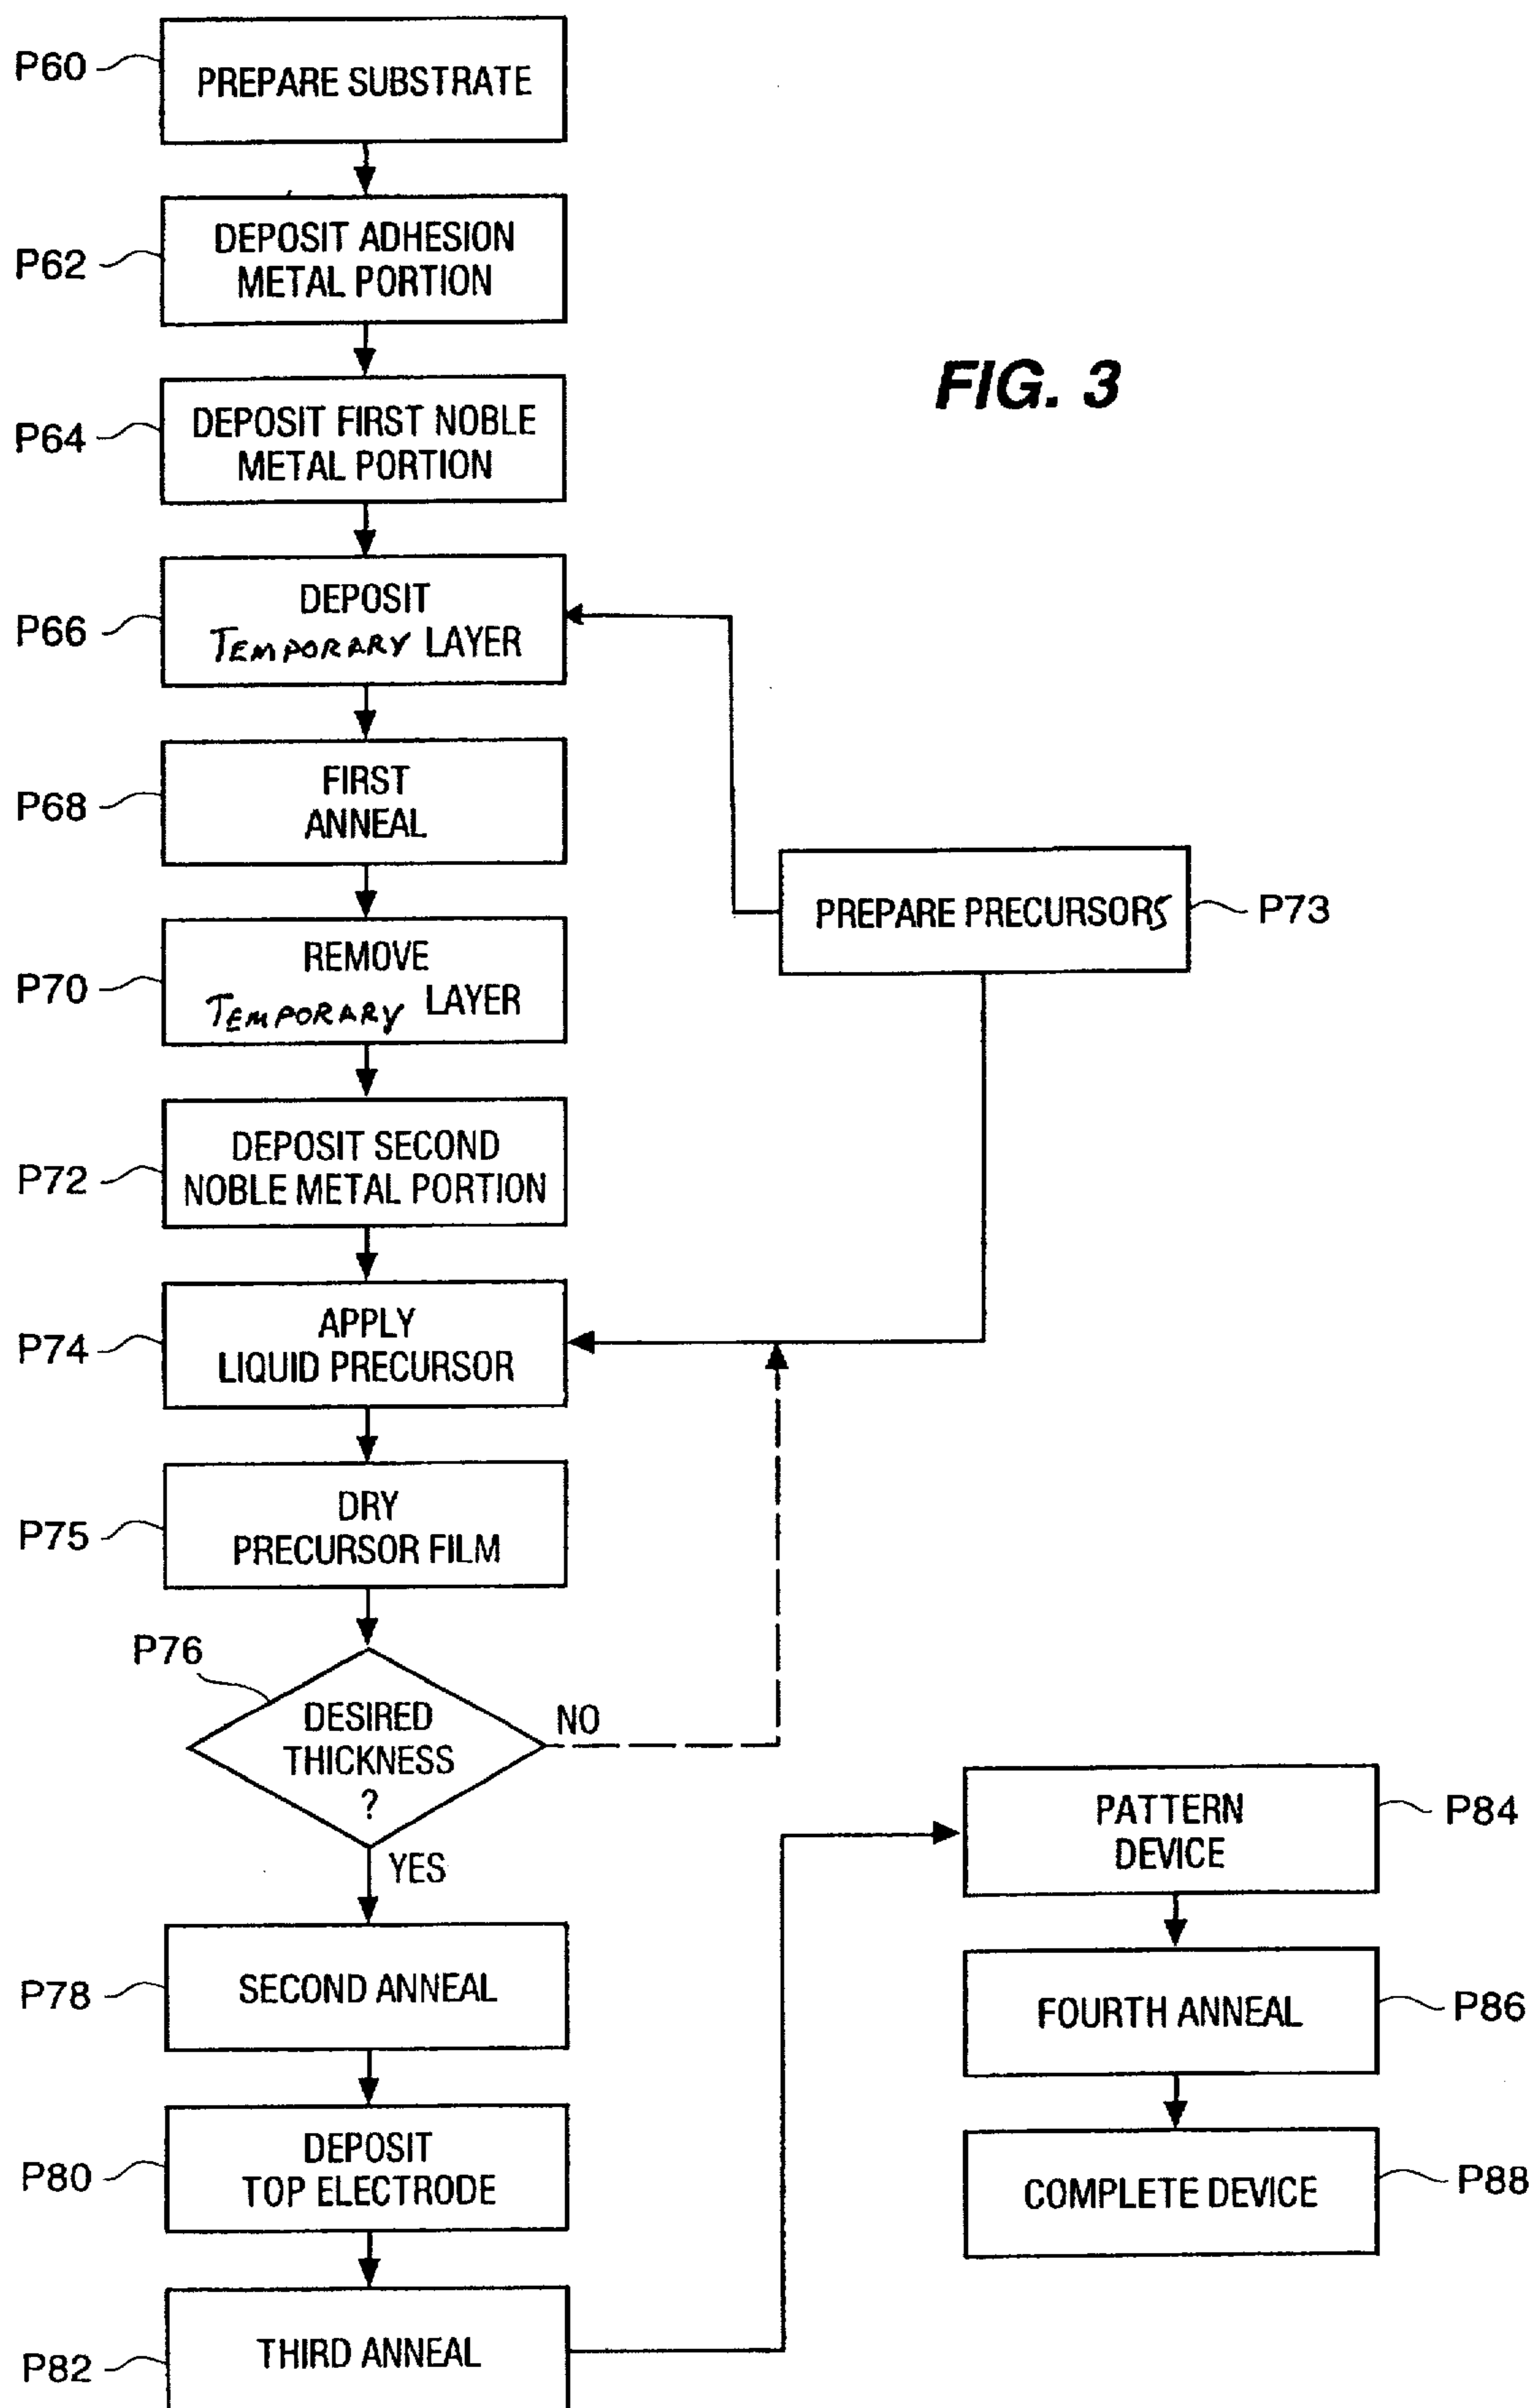 P60
PREPARE SUBSTRATE
P62
DEPOSIT ADHESION
METAL PORTION
FIG. 3
P64
DEPOSIT FIRST NOBLE
METAL PORTION
P66
DEPOSIT
TEMPORARY LAYER
P68
FIRST
ANNEAL
PREPARE PRECURSORS
P73
P70
REMOVE
TEMPORARY LAYER
P72
DEPOSIT SECOND
NOBLE METAL PORTION
P74
APPLY
LIQUID PRECURSOR
P75
DRY
PRECURSOR FILM
P76
DESIRED
THICKNESS
?
NO
YES
P78
SECOND ANNEAL
P80
DEPOSIT
TOP ELECTRODE
P82
THIRD ANNEAL
PATTERN
DEVICE
P84
FOURTH ANNEAL
P86
COMPLETE DEVICE
P88